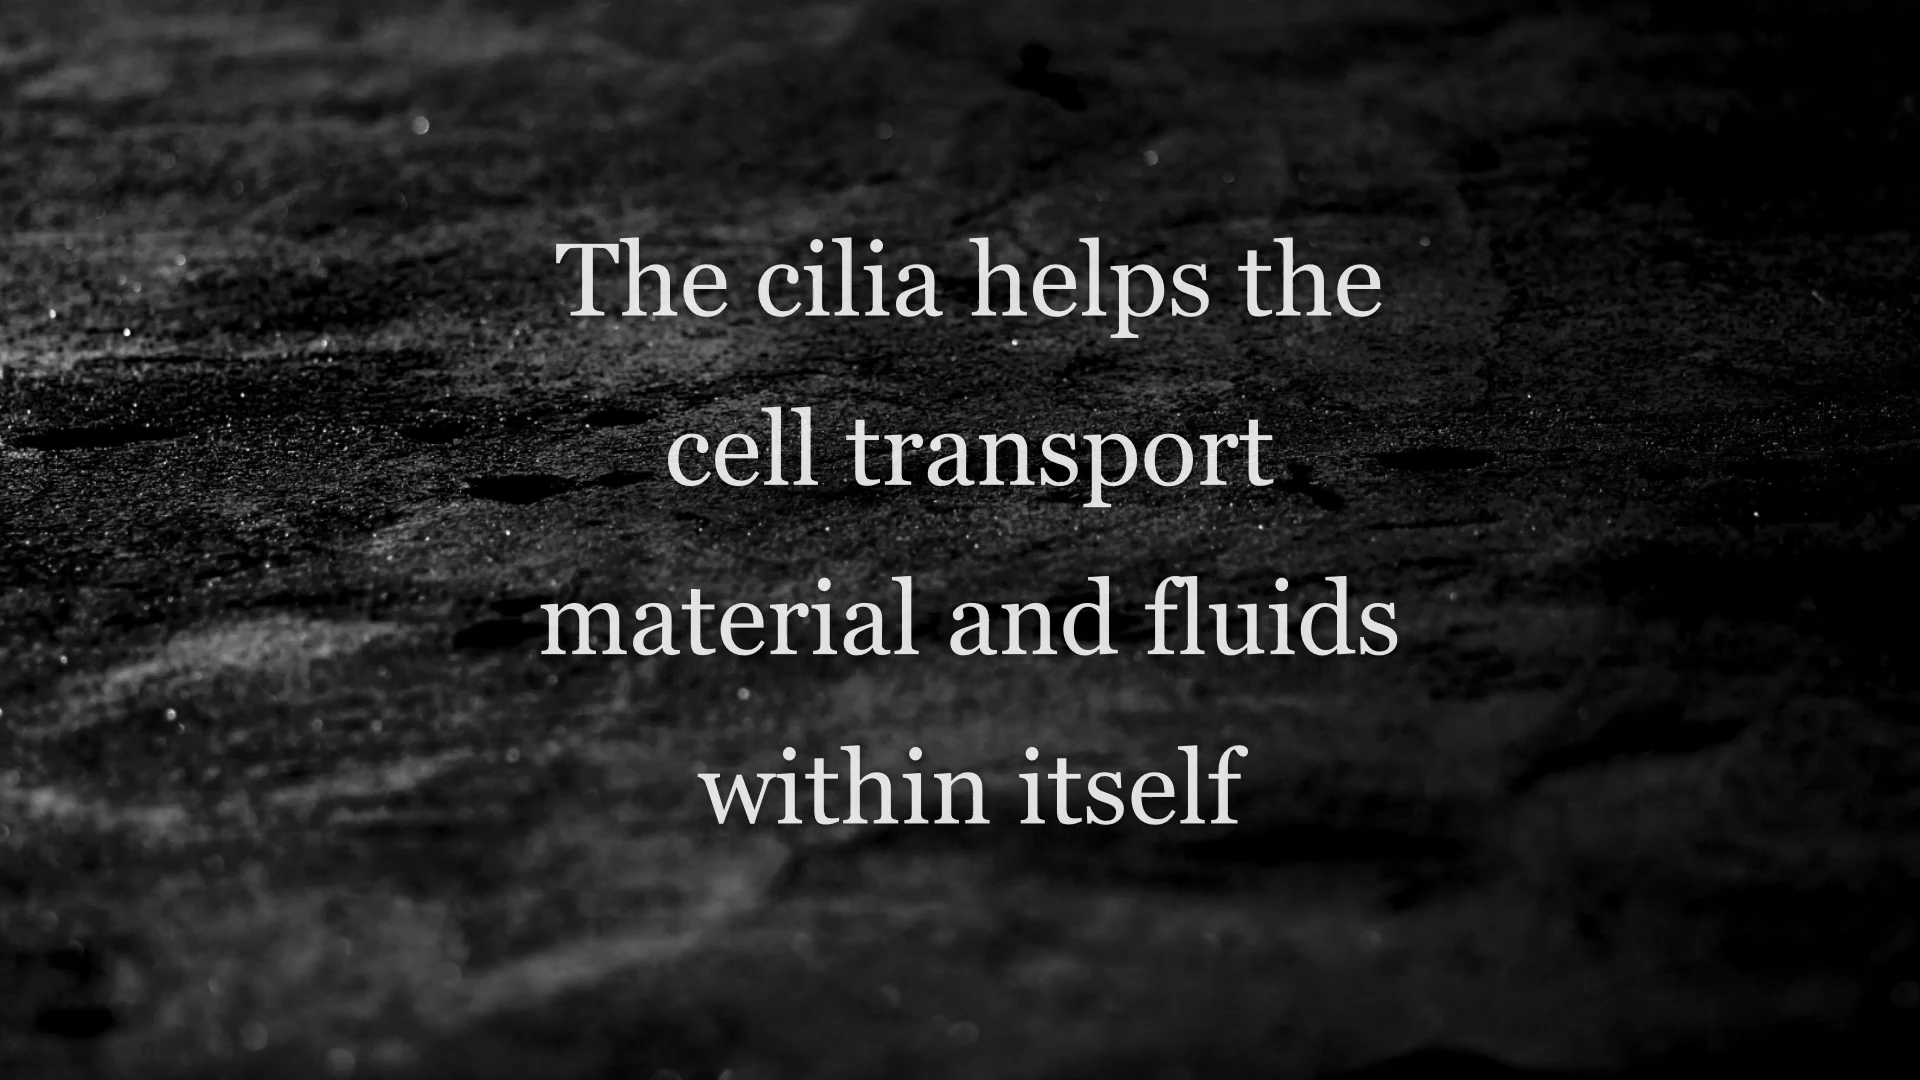 The cilia helps the
cell transport
material and fluids
within itself